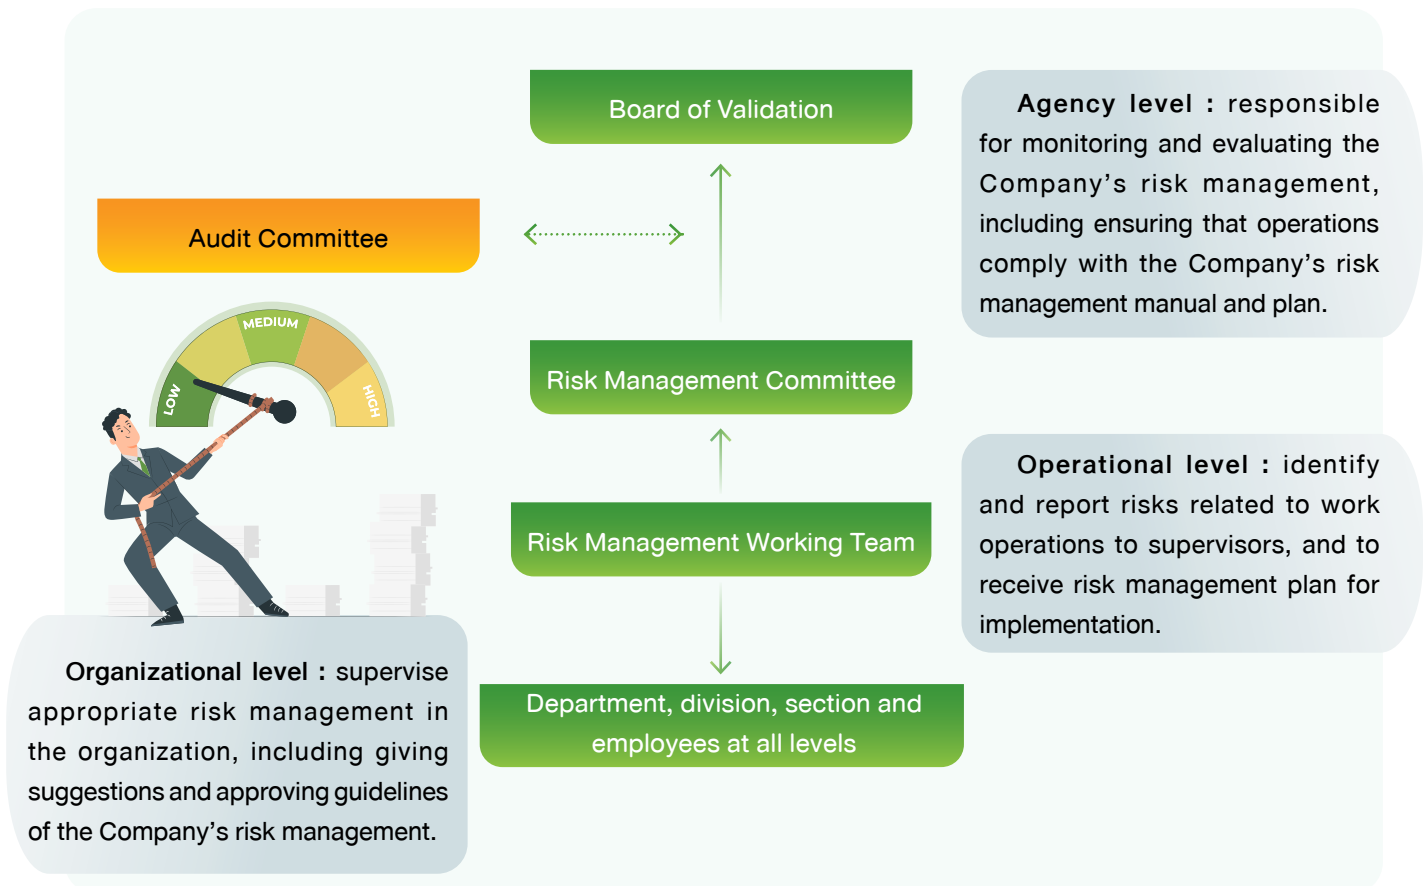 Board of Validation
Agency level : responsible
for monitoring and evaluating the
Company's risk management,
including ensuring that operations
comply with the Company's risk
management manual and plan.
Audit Committee
LOW
MEDIUM
HIGH
Risk Management Committee
Operational level : identify
and report risks related to work
operations to supervisors, and to
receive risk management plan for
implementation.
Risk Management Working Team
Organizational level : supervise
appropriate risk management in
the organization, including giving
suggestions and approving guidelines
of the Company's risk management.
Department, division, section and
employees at all levels